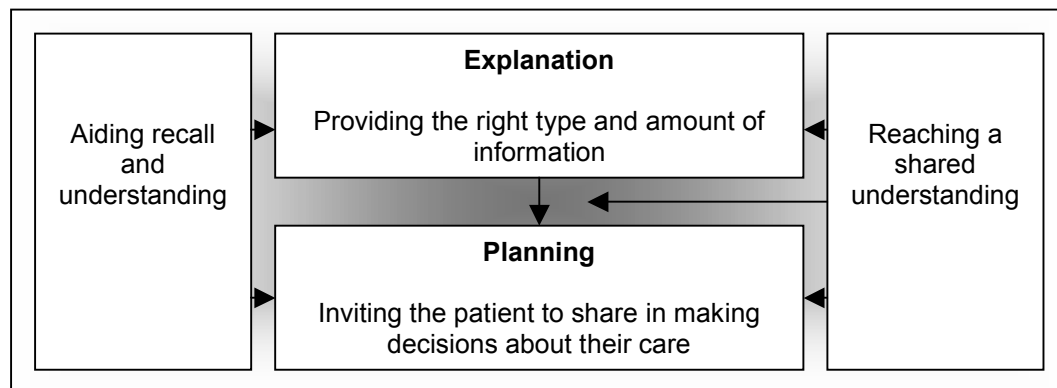 Aiding recall
and
understanding
Explanation
Providing the right type and amount of
information
Planning
Inviting the patient to share in making
decisions about their care
Reaching a
shared
understanding